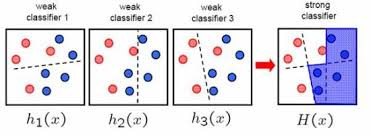 weak
classifier 1
weak
classifier 2
weak
classifier 3
strong
classifier
h₁(x)
h₂(x)
h₃(x)
H(x)